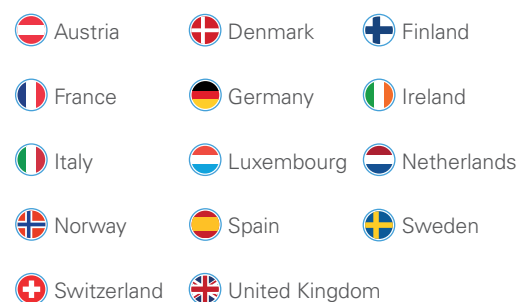 Austria Denmark Finland
France Germany Ireland
Italy Luxembourg Netherlands
Norway Spain Sweden
Switzerland United Kingdom